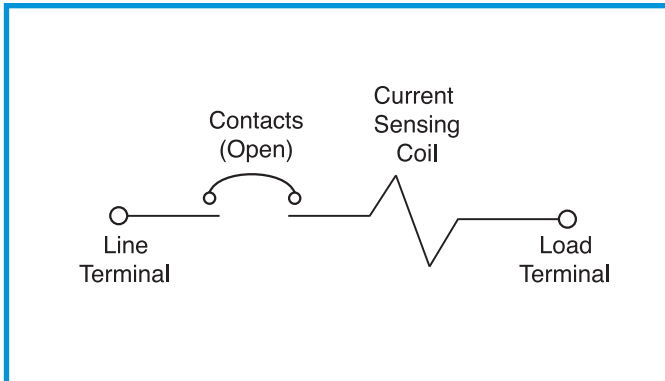 Contacts
(Open)
Current
Sensing
Coil
Line
Terminal
Load
Terminal